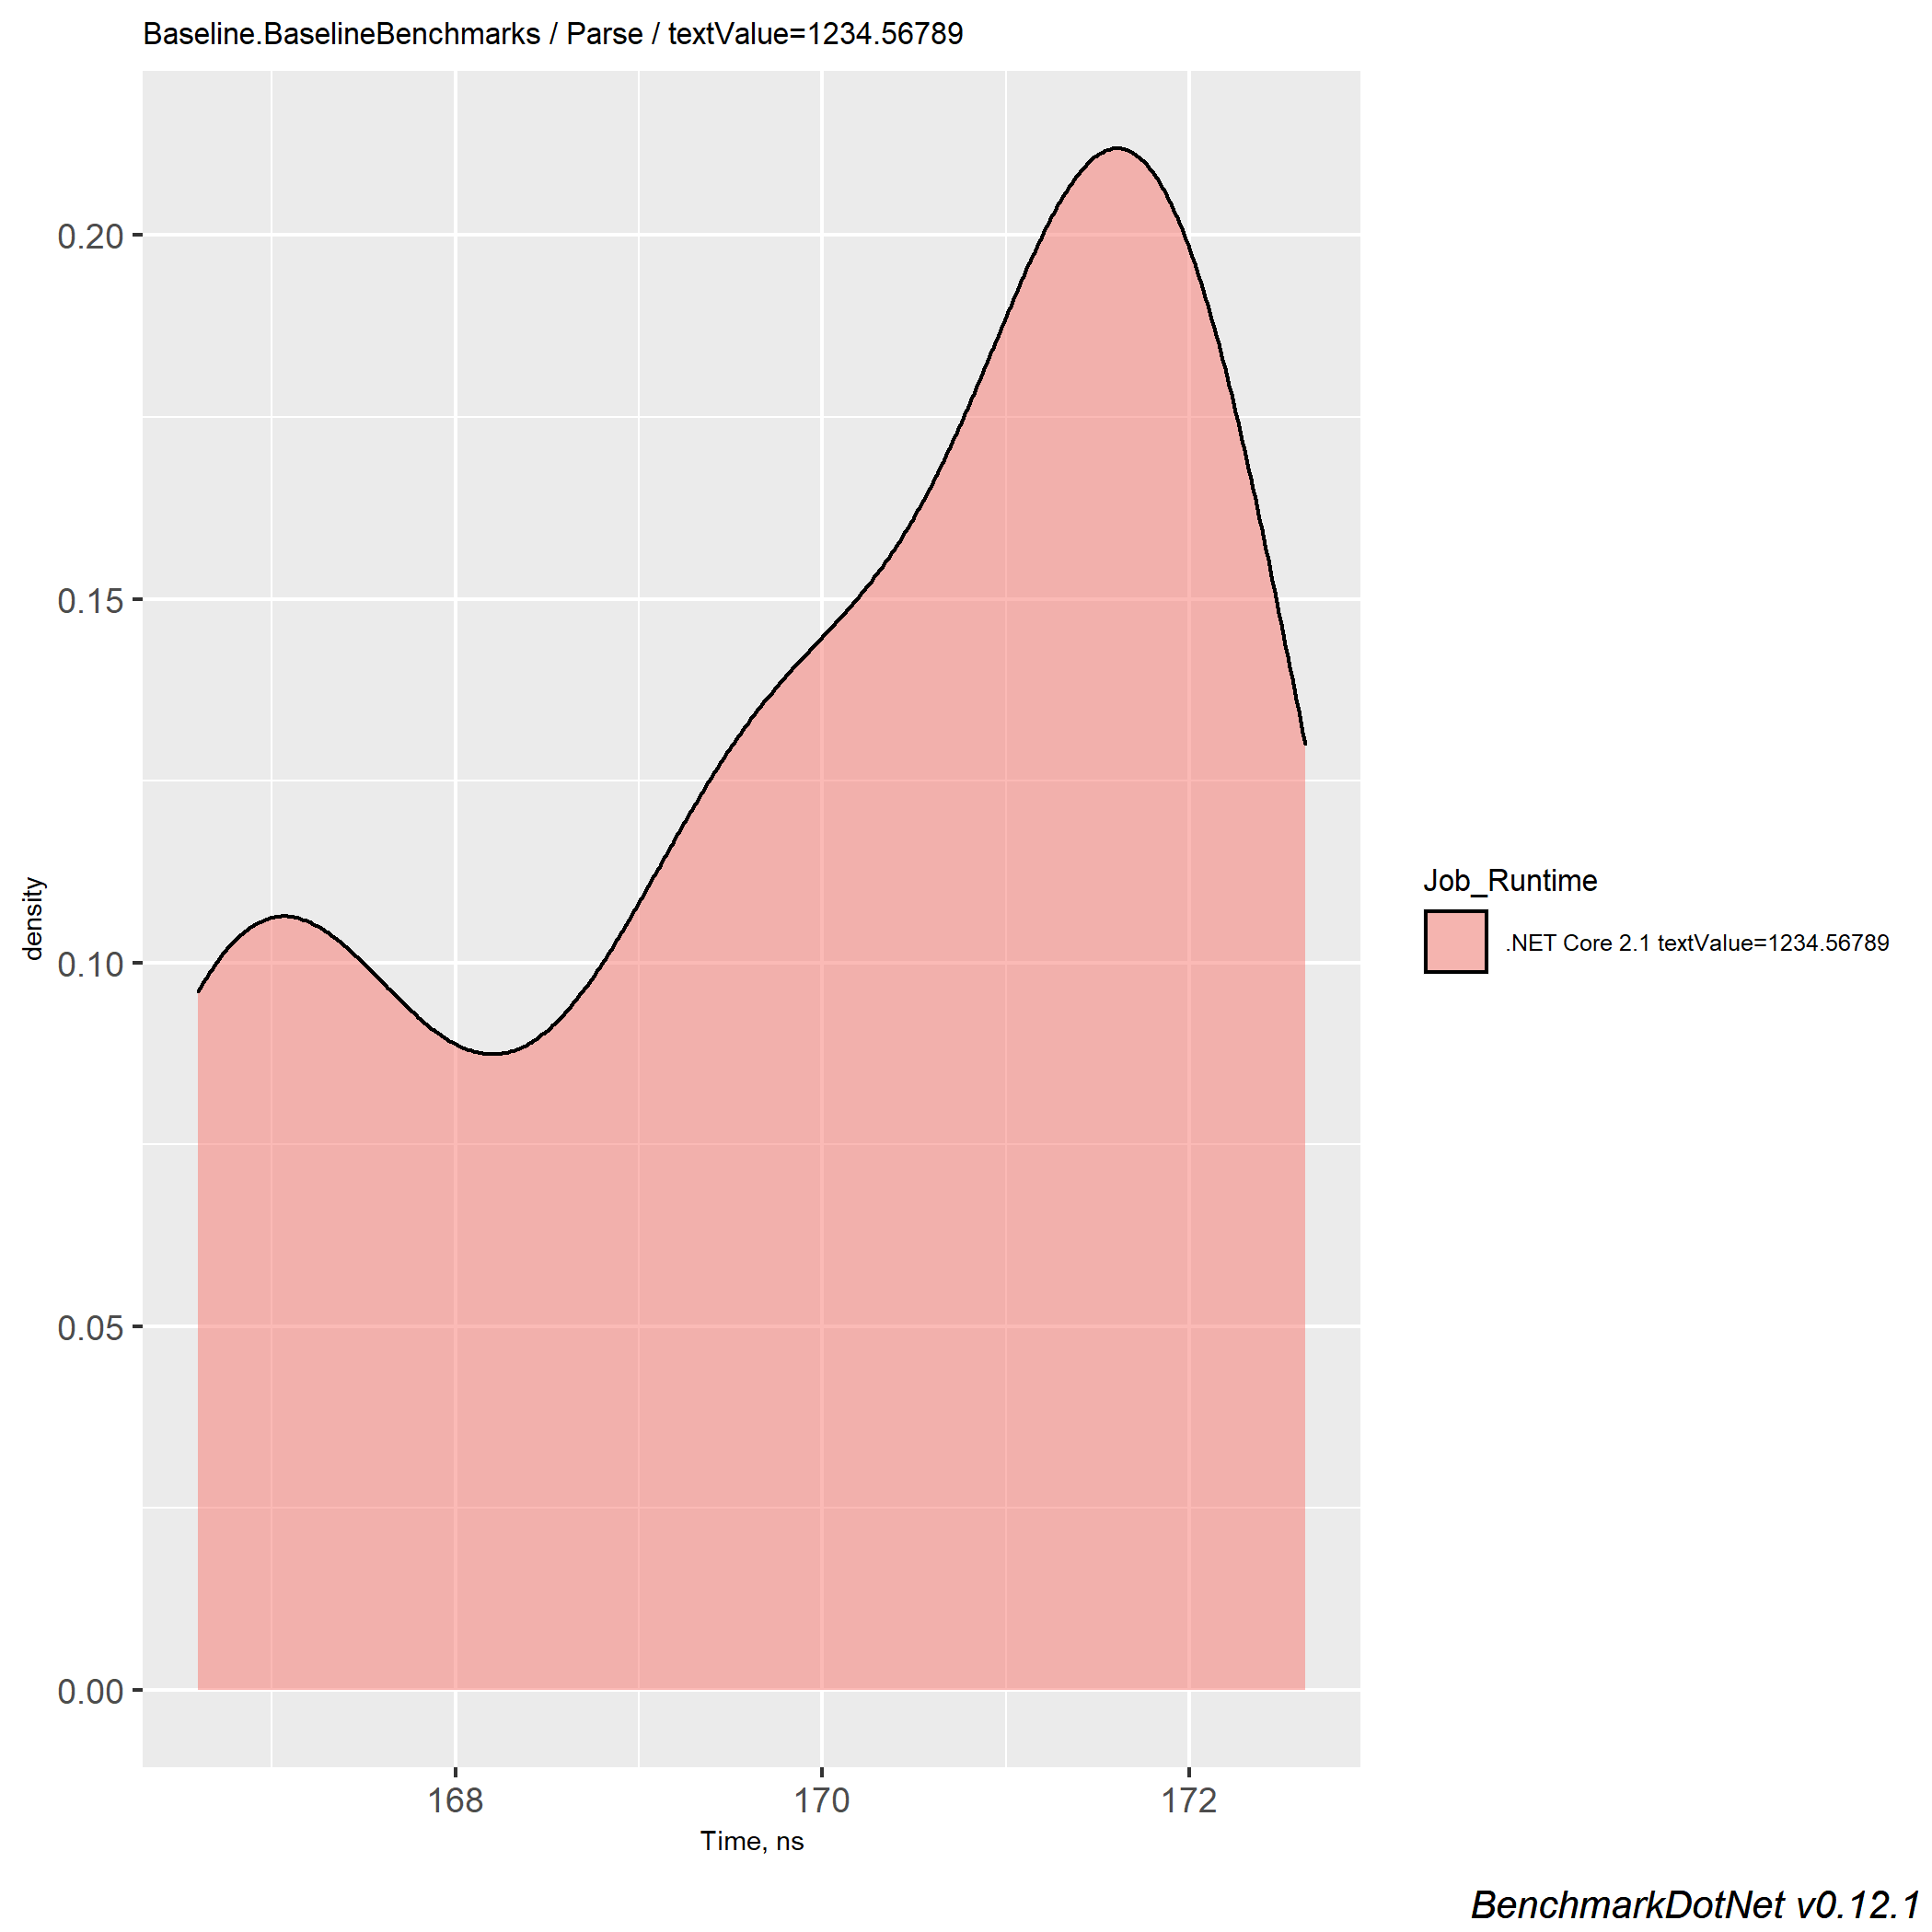 Baseline.BaselineBenchmarks / Parse / textValue=1234.56789
0.20
0.15
0.10
0.05
0.00
density
168 170 172
Time, ns
Job_Runtime
.NET Core 2.1 textValue=1234.56789
BenchmarkDotNet v0.12.1